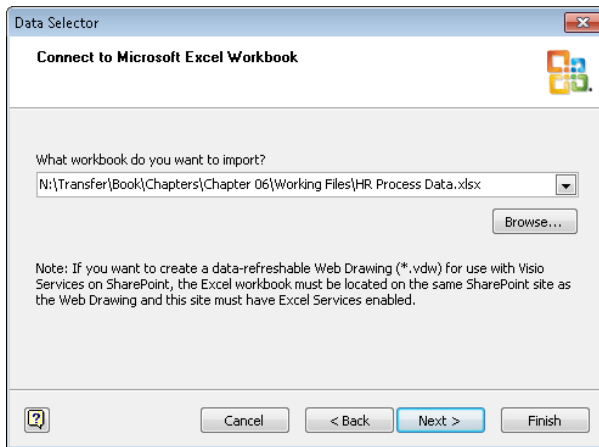 Data Selector
Connect to Microsoft Excel Workbook
What workbook do you want to import?
N:\Transfer\Book\Chapters\Chapter 06\Working Files\HR Process Data.xlsx
Browse...
Note: If you want to create a data-refreshable Web Drawing (*.vdw) for use with Visio
Services on SharePoint, the Excel workbook must be located on the same SharePoint site as
the Web Drawing and this site must have Excel Services enabled.
Cancel < Back Next > Finish